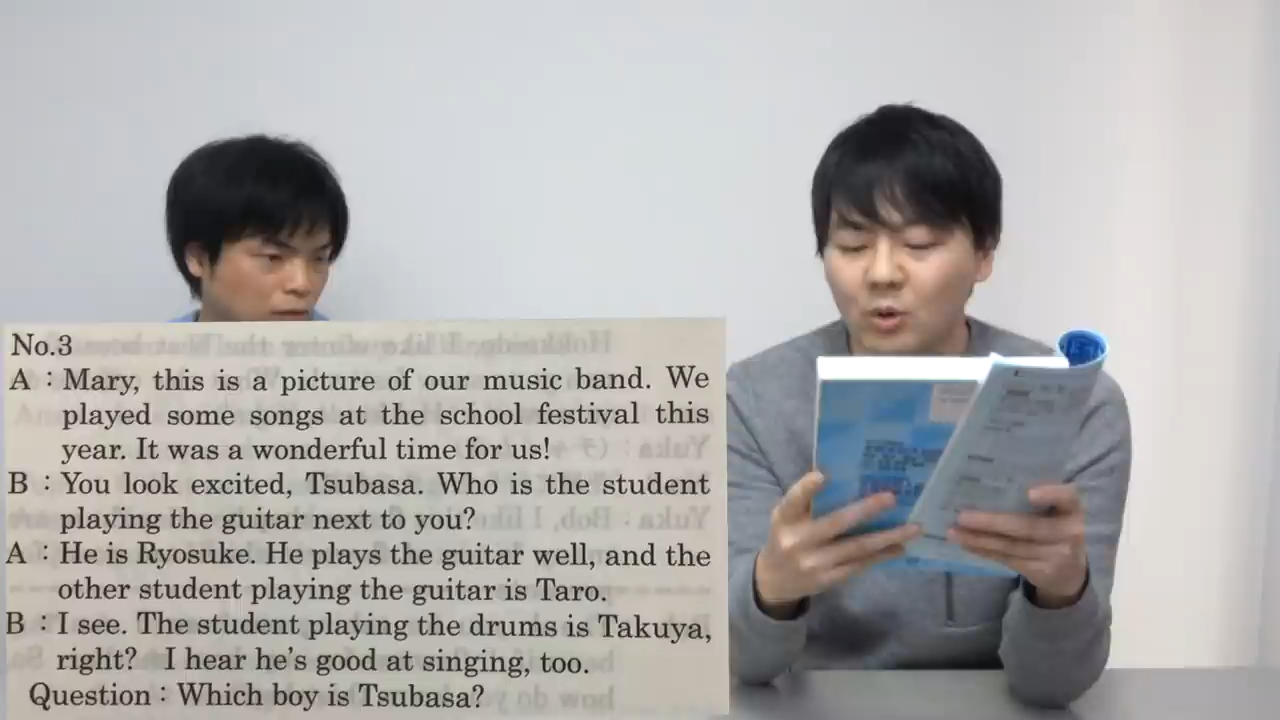 No.3
A : Mary, this is a picture of our music band. We
played some songs at the school festival this
year. It was a wonderful time for us!
B : You look excited, Tsubasa. Who is the student
playing the guitar next to you?
A : He is Ryosuke. He plays the guitar well, and the
other student playing the guitar is Taro.
B : I see. The student playing the drums is Takuya,
right? I hear he's good at singing, too.
Question : Which boy is Tsubasa?